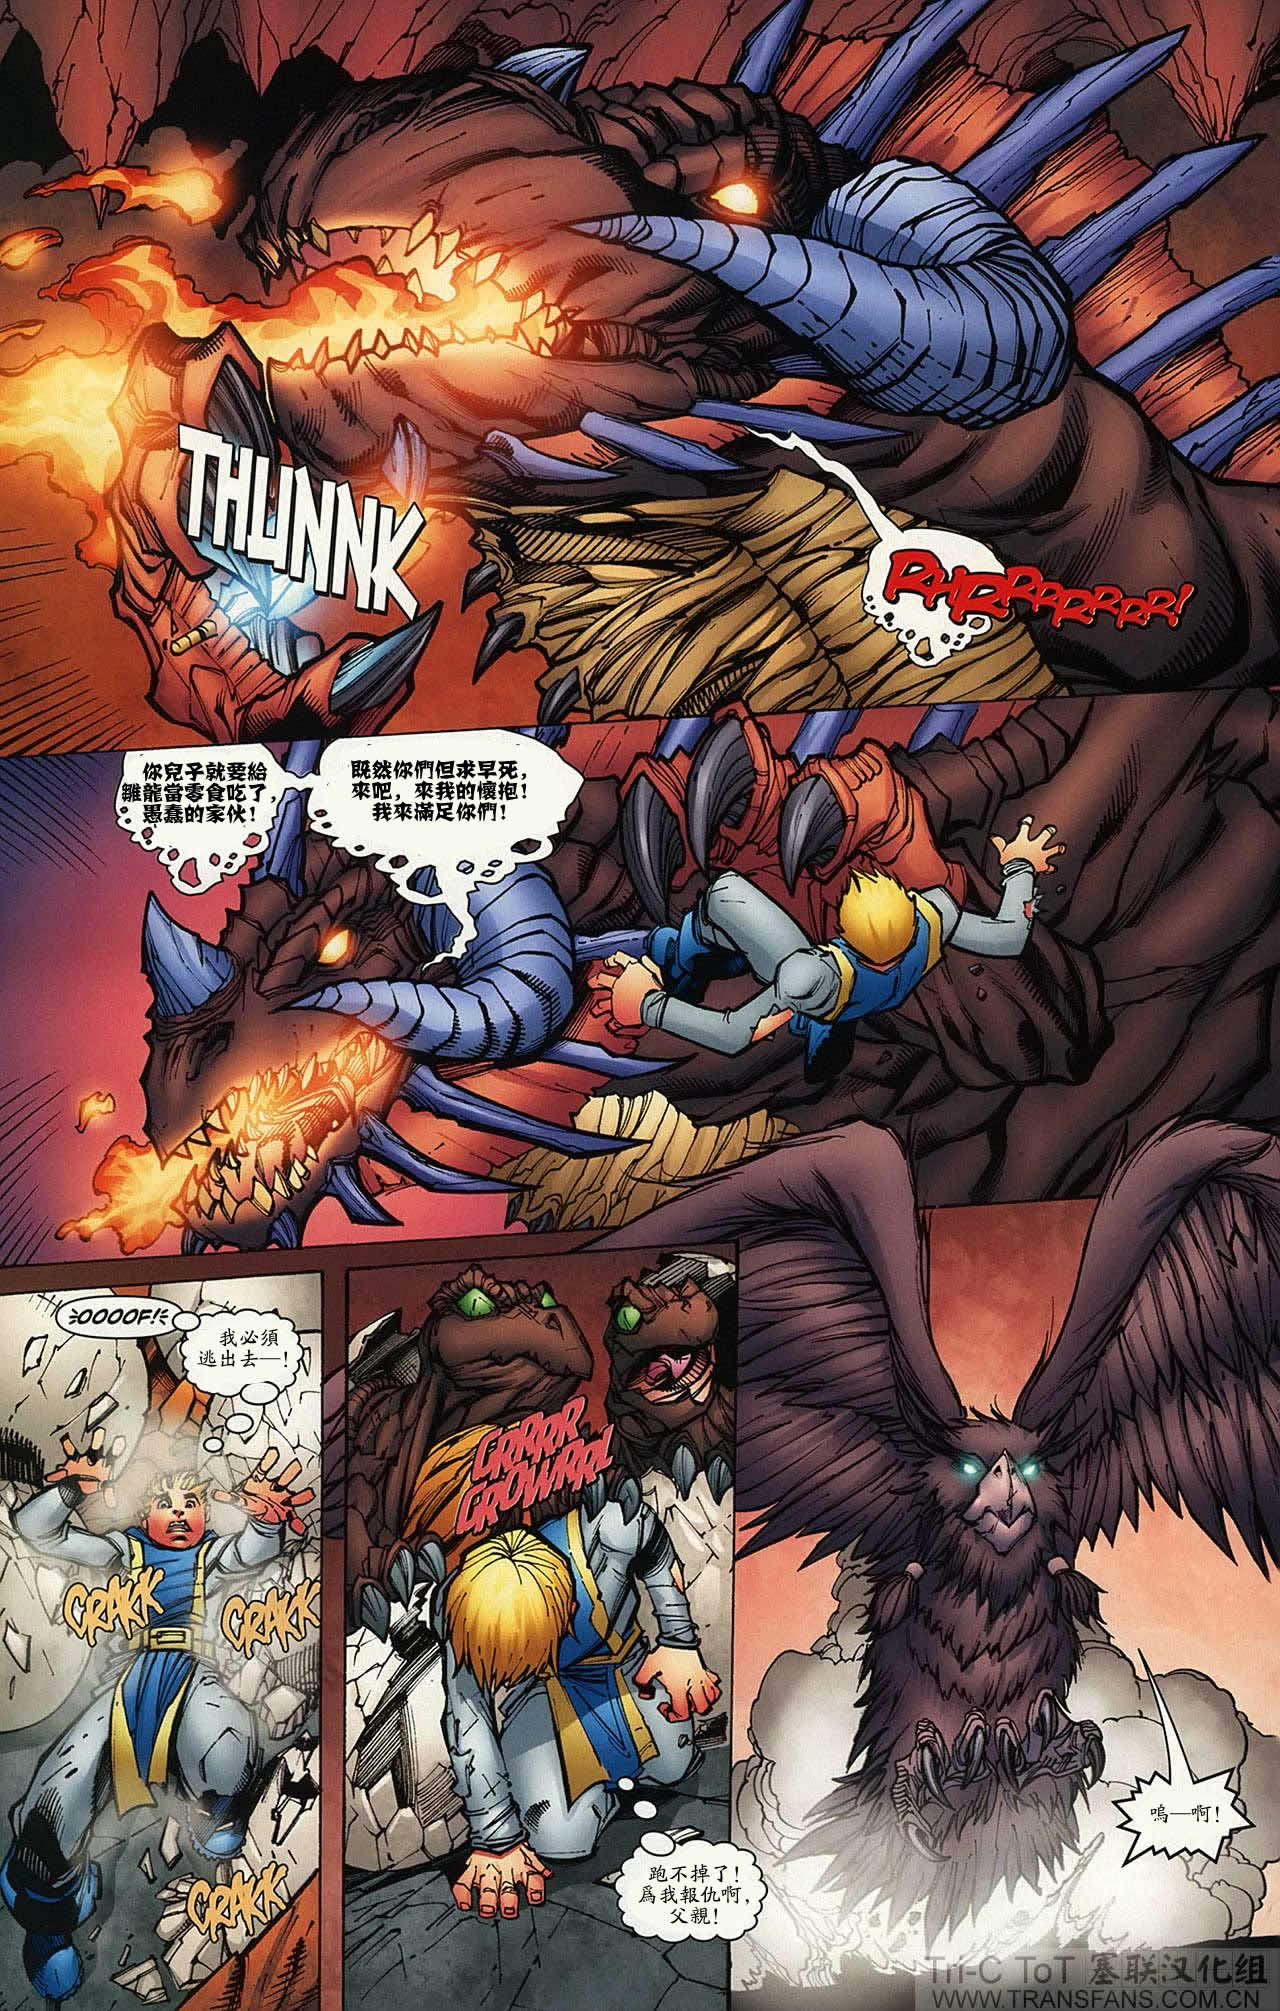 THUNNK
RHRRRRRRRR!
你兒子就要給
雛龍當零食吃了，
愚蠢的家伙！
既然你們但求早死，
來吧，來我的懷抱！
我來滿足你們！
OOOOF!
我必須
逃出去—！
CRAKK
CRAKK
CRAKK
GRRRR
GROWRRL!
跑不掉了！
爲我報仇啊，
父親！
嗚—啊！
Tri-C ToT 塞联汉化组
WWW.TRANSFANS.COM.CN